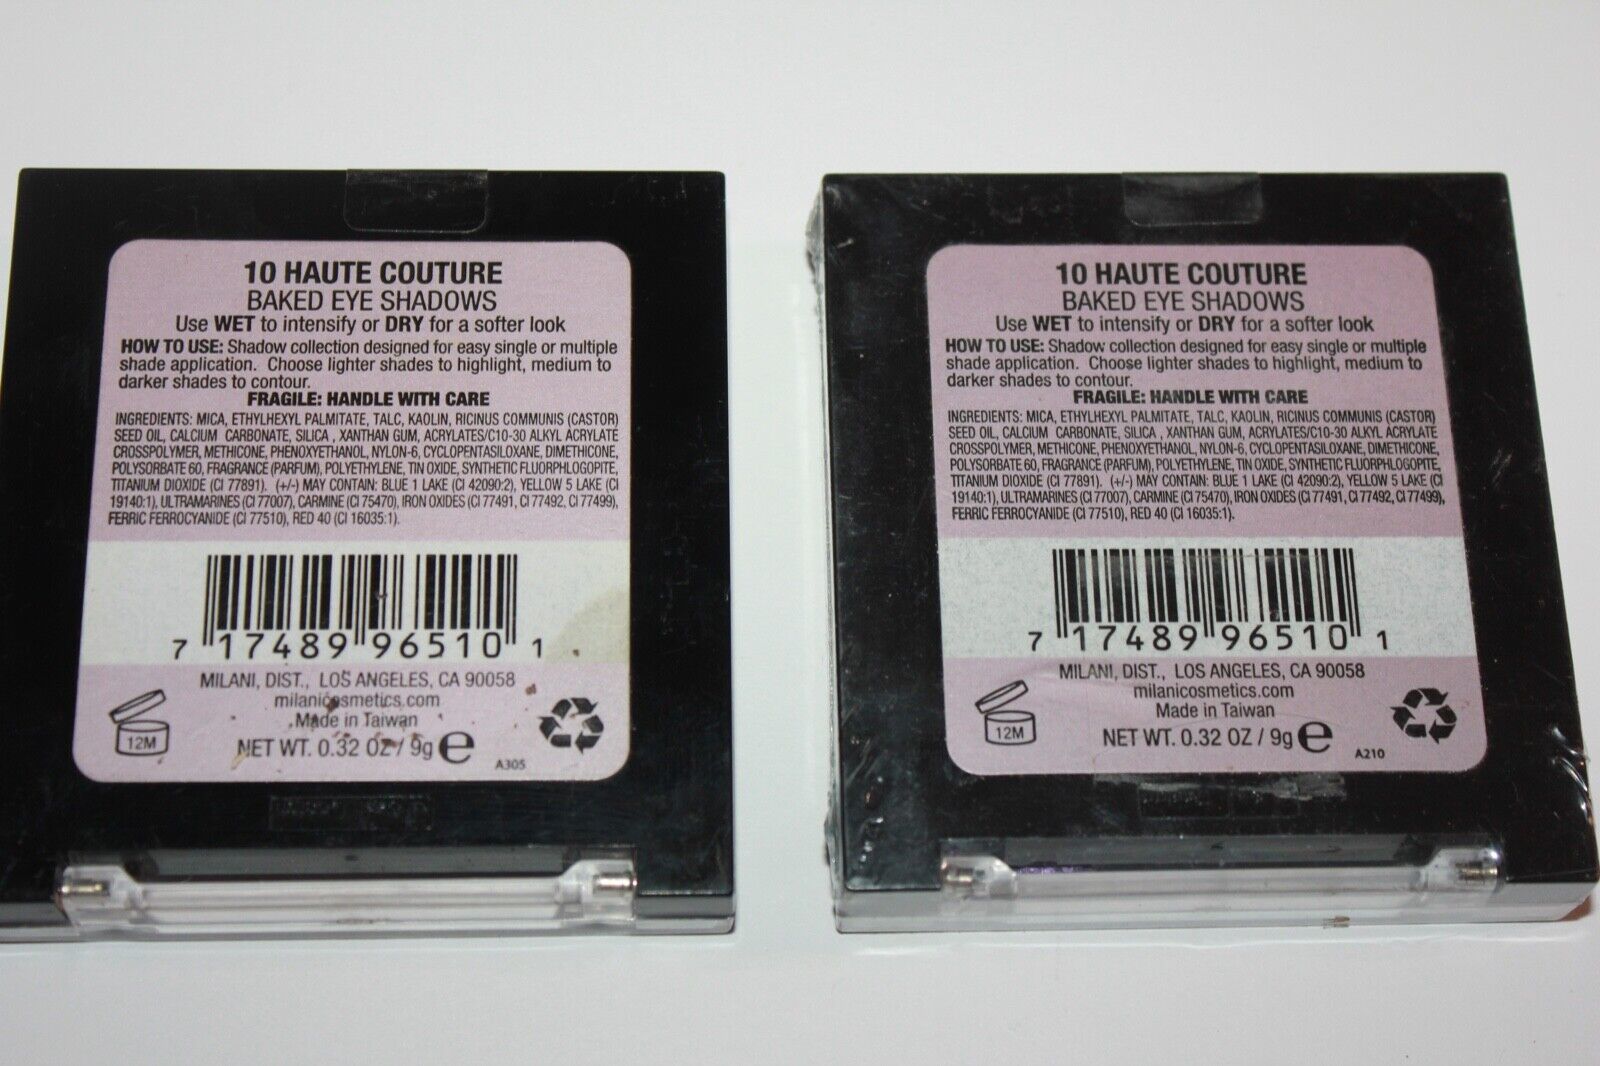 10 HAUTE COUTURE
BAKED EYE SHADOWS
Use WET to intensify or DRY for a softer look
HOW TO USE: Shadow collection designed for easy single or multiple
shade application. Choose lighter shades to highlight, medium to
darker shades to contour.
FRAGILE: HANDLE WITH CARE
INGREDIENTS: MICA, ETHYLHEXYL PALMITATE, TALC, KAOLIN, RICINUS COMMUNIS (CASTOR)
SEED OIL, CALCIUM CARBONATE, SILICA , XANTHAN GUM, ACRYLATES/C10-30 ALKYL ACRYLATE
CROSSPOLYMER, METHICONE, PHENOXYETHANOL, NYLON-6, CYCLOPENTASILOXANE, DIMETHICONE,
POLYSORBATE 60, FRAGRANCE (PARFUM), POLYETHYLENE, TIN OXIDE, SYNTHETIC FLUORPHLOGOPITE,
TITANIUM DIOXIDE (CI 77891). (+/-) MAY CONTAIN: BLUE 1 LAKE (CI 42090:2), YELLOW 5 LAKE (CI
19140:1), ULTRAMARINES (CI 77007), CARMINE (CI 75470), IRON OXIDES (CI 77491, CI 77492, CI 77499),
FERRIC FERROCYANIDE (CI 77510), RED 40 (CI 16035:1).
7 17489 96510 1
MILANI, DIST., LOS ANGELES, CA 90058
milanicosmetics.com
Made in Taiwan
12M
NET WT. 0.32 OZ / 9g e
A305
10 HAUTE COUTURE
BAKED EYE SHADOWS
Use WET to intensify or DRY for a softer look
HOW TO USE: Shadow collection designed for easy single or multiple
shade application. Choose lighter shades to highlight, medium to
darker shades to contour.
FRAGILE: HANDLE WITH CARE
INGREDIENTS: MICA, ETHYLHEXYL PALMITATE, TALC, KAOLIN, RICINUS COMMUNIS (CASTOR)
SEED OIL, CALCIUM CARBONATE, SILICA , XANTHAN GUM, ACRYLATES/C10-30 ALKYL ACRYLATE
CROSSPOLYMER, METHICONE, PHENOXYETHANOL, NYLON-6, CYCLOPENTASILOXANE, DIMETHICONE,
POLYSORBATE 60, FRAGRANCE (PARFUM), POLYETHYLENE, TIN OXIDE, SYNTHETIC FLUORPHLOGOPITE,
TITANIUM DIOXIDE (CI 77891). (+/-) MAY CONTAIN: BLUE 1 LAKE (CI 42090:2), YELLOW 5 LAKE (CI
19140:1), ULTRAMARINES (CI 77007), CARMINE (CI 75470), IRON OXIDES (CI 77491, CI 77492, CI 77499),
FERRIC FERROCYANIDE (CI 77510), RED 40 (CI 16035:1).
7 17489 96510 1
MILANI, DIST., LOS ANGELES, CA 90058
milanicosmetics.com
Made in Taiwan
12M
NET WT. 0.32 OZ / 9g e
A210